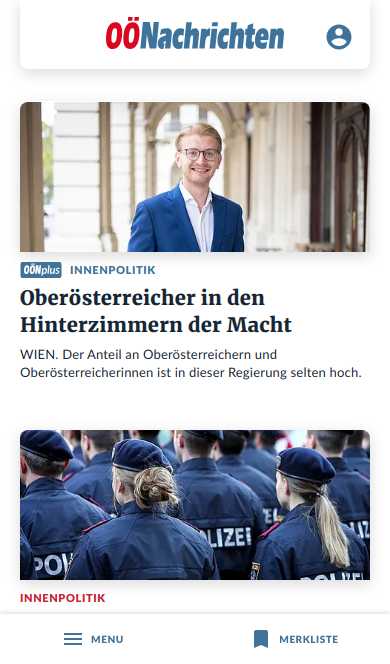 OÖNachrichten
OÖNplus INNENPOLITIK
Oberösterreicher in den
Hinterzimmern der Macht
WIEN. Der Anteil an Oberösterreichern und
Oberösterreicherinnen ist in dieser Regierung selten hoch.
POLIZEI
INNENPOLITIK
MENU
MERKLISTE